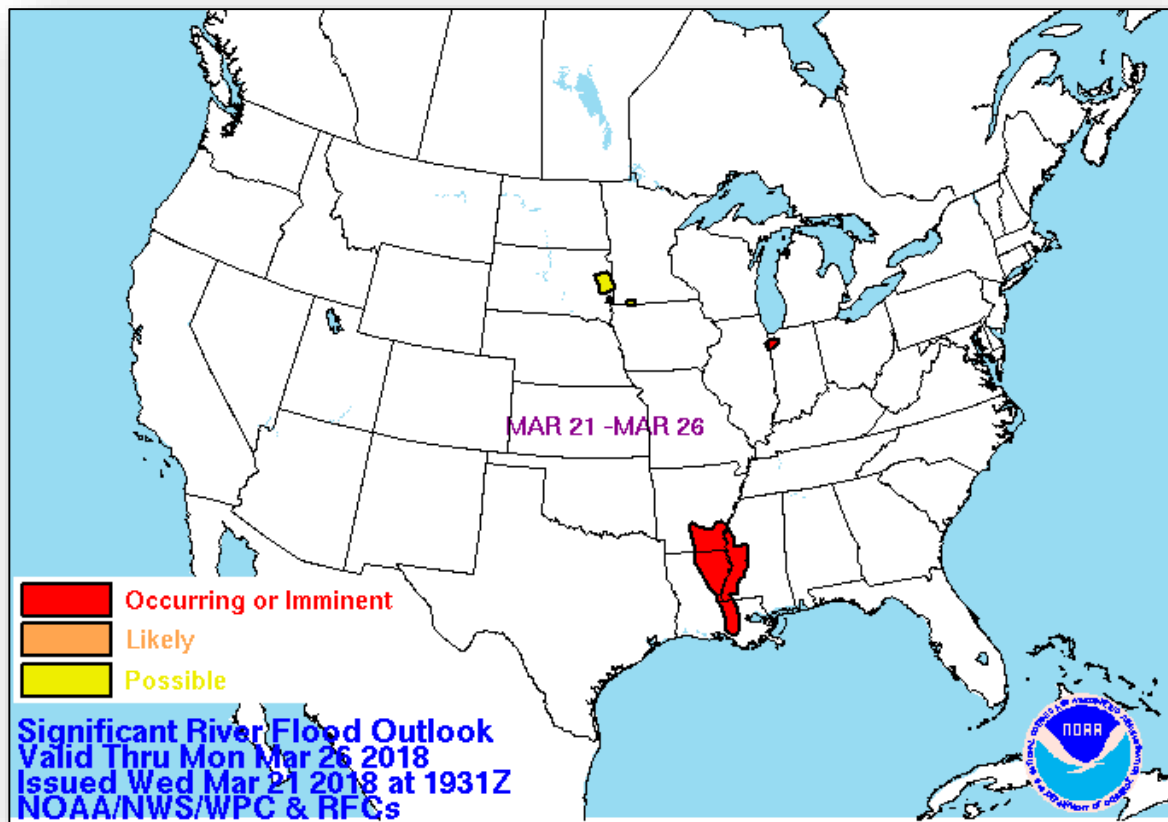 MAR 21 -MAR 26
Occurring or Imminent
Likely
Possible
Significant River Flood Outlook
Valid Thru Mon Mar 26 2018
Issued Wed Mar 21 2018 at 1931Z
NOAA/NWS/WPC & RFCs
NOAA